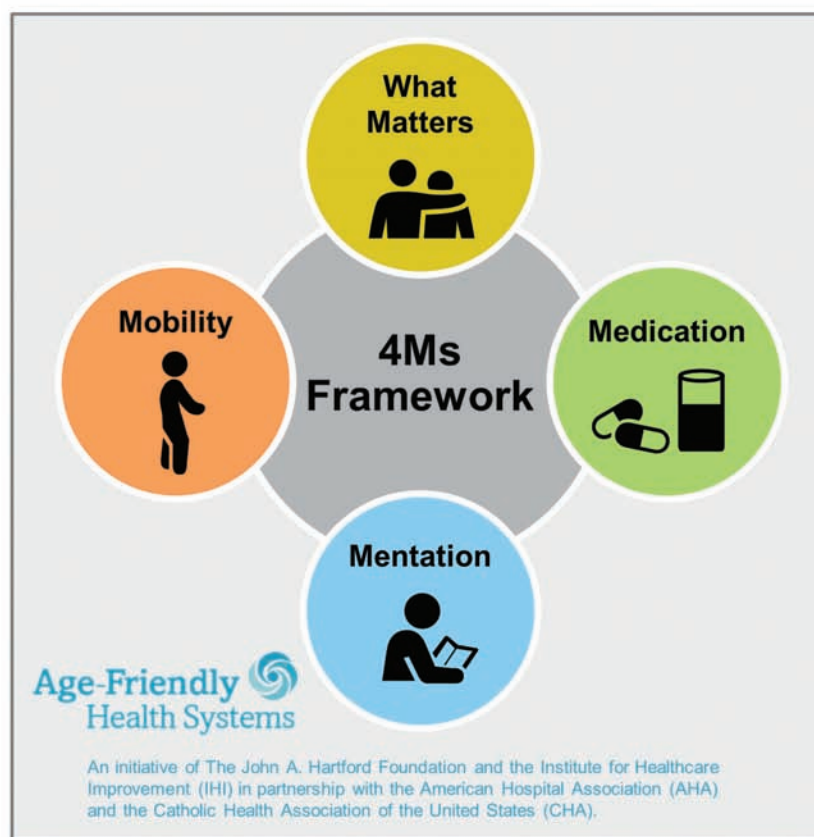 What
Matters
Mobility
4Ms
Framework
Medication
Mentation
Age-Friendly
Health Systems
An initiative of The John A. Hartford Foundation and the Institute for Healthcare
Improvement (IHI) in partnership with the American Hospital Association (AHA)
and the Catholic Health Association of the United States (CHA).